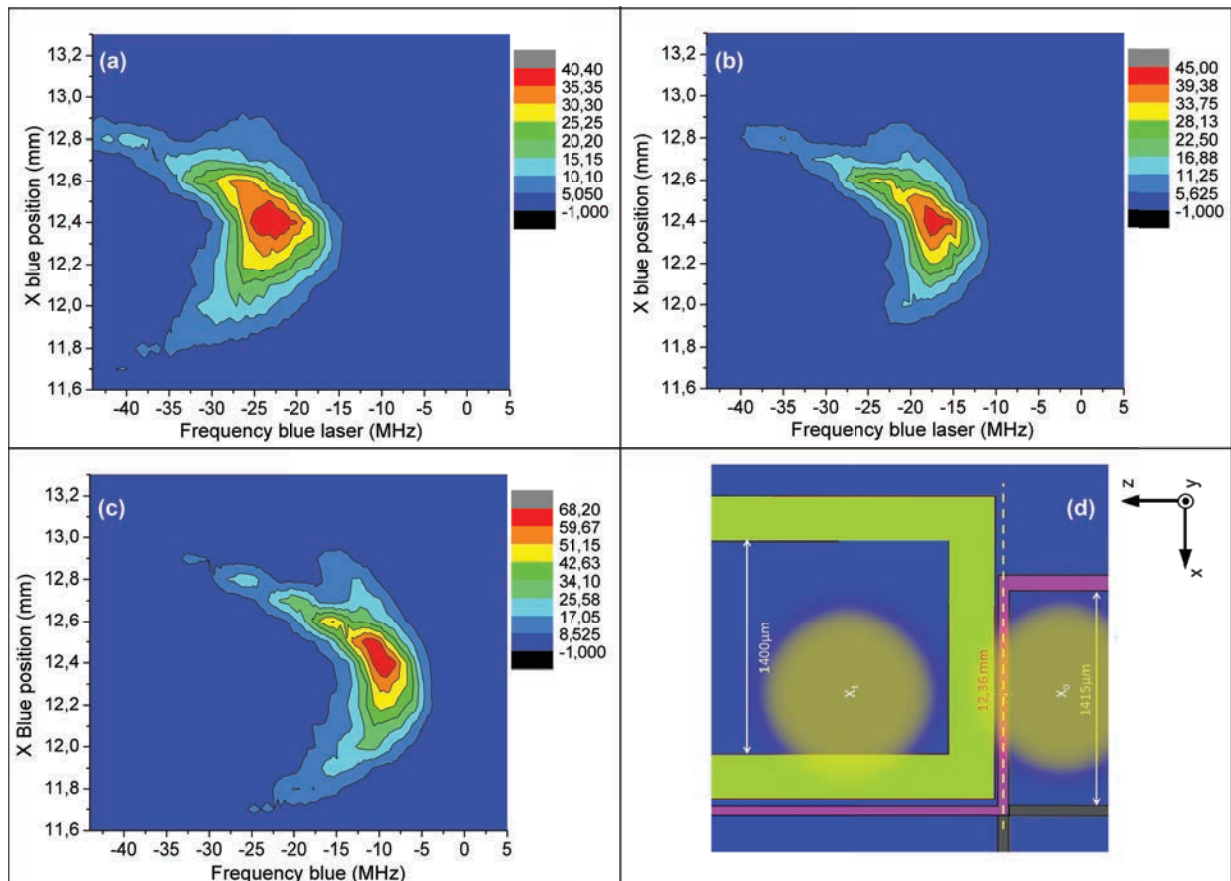 (a)
X blue position (mm)
13,2
13,0
12,8
12,6
12,4
12,2
12,0
11,8
11,6
-40 -35 -30 -25 -20 -15 -10 -5 0 5
Frequency blue laser (MHz)
40,40
35,35
30,30
25,25
20,20
15,15
10,10
5,050
-1,000
(b)
X blue position (mm)
13,2
13,0
12,8
12,6
12,4
12,2
12,0
11,8
11,6
-40 -35 -30 -25 -20 -15 -10 -5 0 5
Frequency blue laser (MHz)
45,00
39,38
33,75
28,13
22,50
16,88
11,25
5,625
-1,000
(c)
X Blue position (mm)
13,2
13,0
12,8
12,6
12,4
12,2
12,0
11,8
11,6
-40 -35 -30 -25 -20 -15 -10 -5 0 5
Frequency blue (MHz)
68,20
59,67
51,15
42,63
34,10
25,58
17,05
8,525
-1,000
(d)
1400µm
X₁
12,36 mm
X₀
1415µm
z
y
x